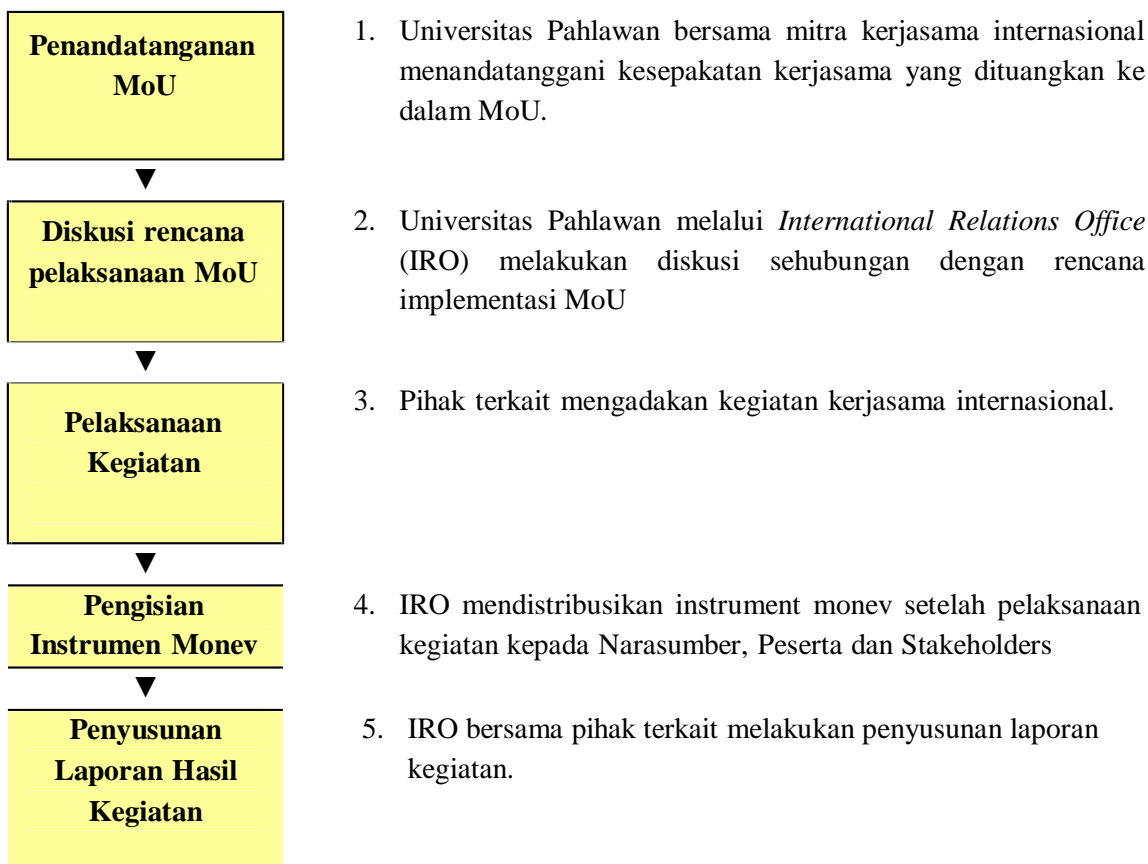 Penandatanganan
MoU
1. Universitas Pahlawan bersama mitra kerjasama internasional
menandatanggani kesepakatan kerjasama yang dituangkan ke
dalam MoU.
Diskusi rencana
pelaksanaan MoU
2. Universitas Pahlawan melalui International Relations Office
(IRO) melakukan diskusi sehubungan dengan rencana
implementasi MoU
Pelaksanaan
Kegiatan
3. Pihak terkait mengadakan kegiatan kerjasama internasional.
Pengisian
Instrumen Monev
4. IRO mendistribusikan instrument monev setelah pelaksanaan
kegiatan kepada Narasumber, Peserta dan Stakeholders
Penyusunan
Laporan Hasil
Kegiatan
5. IRO bersama pihak terkait melakukan penyusunan laporan
kegiatan.